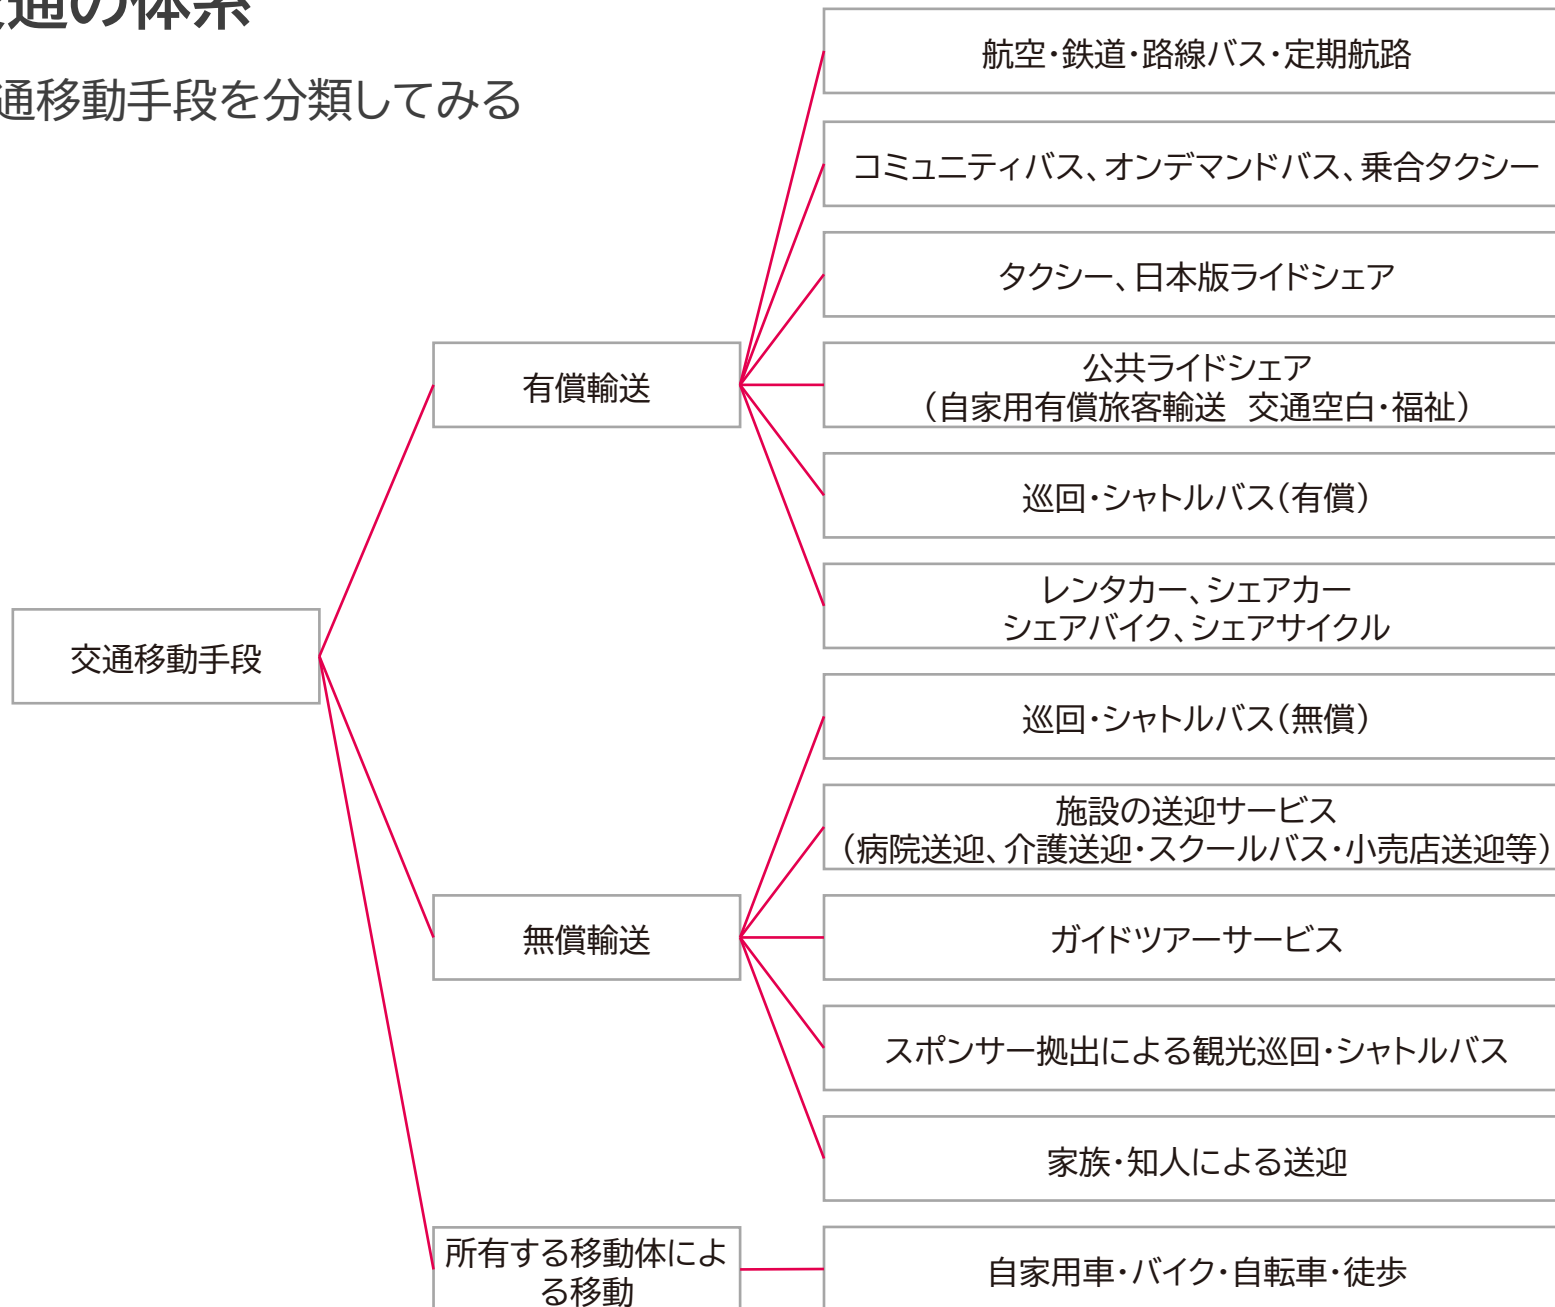 通の体系
通移動手段を分類してみる
航空・鉄道・路線バス・定期航路
コミュニティバス、オンデマンドバス、乗合タクシー
タクシー、日本版ライドシェア
有償輸送
公共ライドシェア
（自家用有償旅客輸送　交通空白・福祉）
巡回・シャトルバス（有償）
レンタカー、シェアカー
シェアバイク、シェアサイクル
交通移動手段
巡回・シャトルバス（無償）
施設の送迎サービス
（病院送迎、介護送迎・スクールバス・小売店送迎等）
無償輸送
ガイドツアーサービス
スポンサー拠出による観光巡回・シャトルバス
家族・知人による送迎
所有する移動体によ
る移動
自家用車・バイク・自転車・徒歩